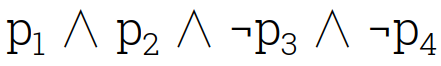 p₁ ∧ p₂ ∧ ¬p₃ ∧ ¬p₄